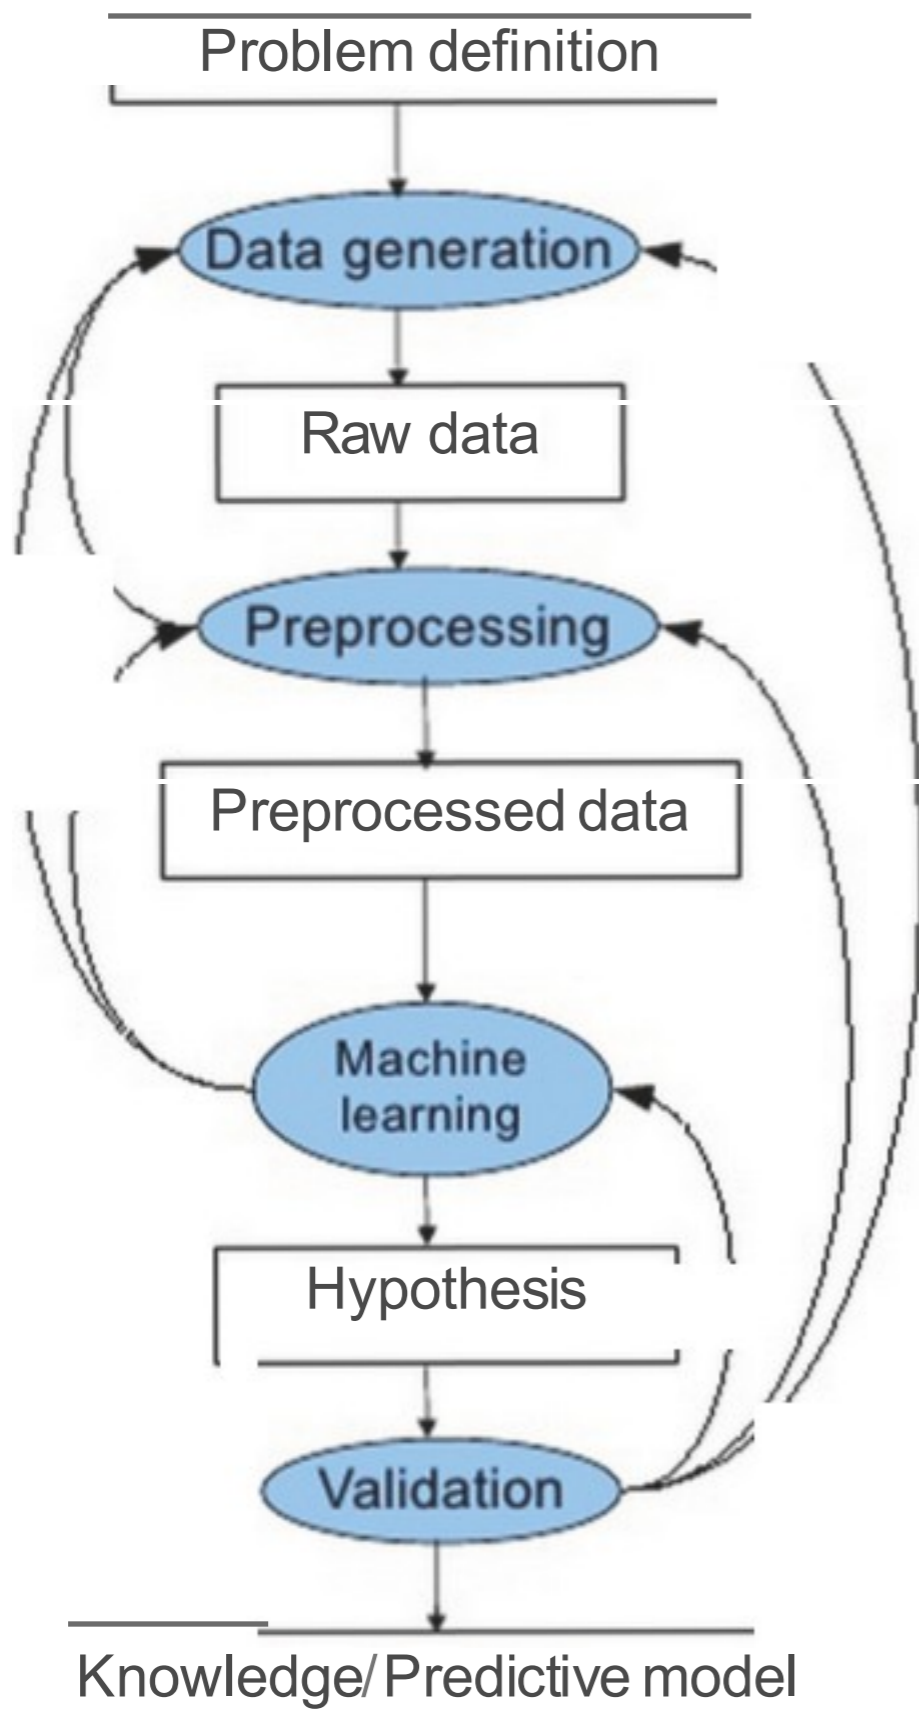 Problem definition
Data generation
Raw data
Preprocessing
Preprocessed data
Machine
learning
Hypothesis
Validation
Knowledge/Predictive model